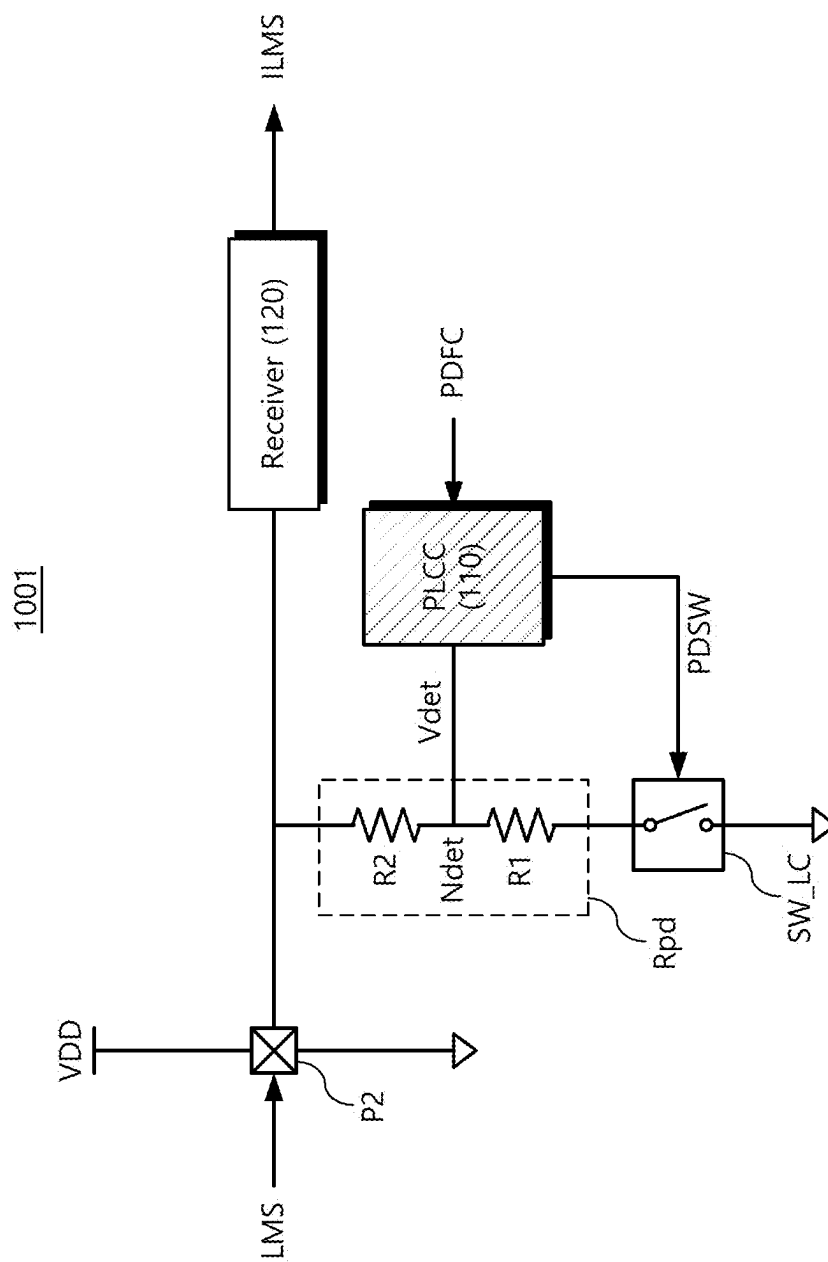 1001
VDD
LMS
P2
Receiver (120)
ILMS
R2
Ndet
R1
Rpd
Vdet
PLCC
(110)
PDFC
PDSW
SW_LC